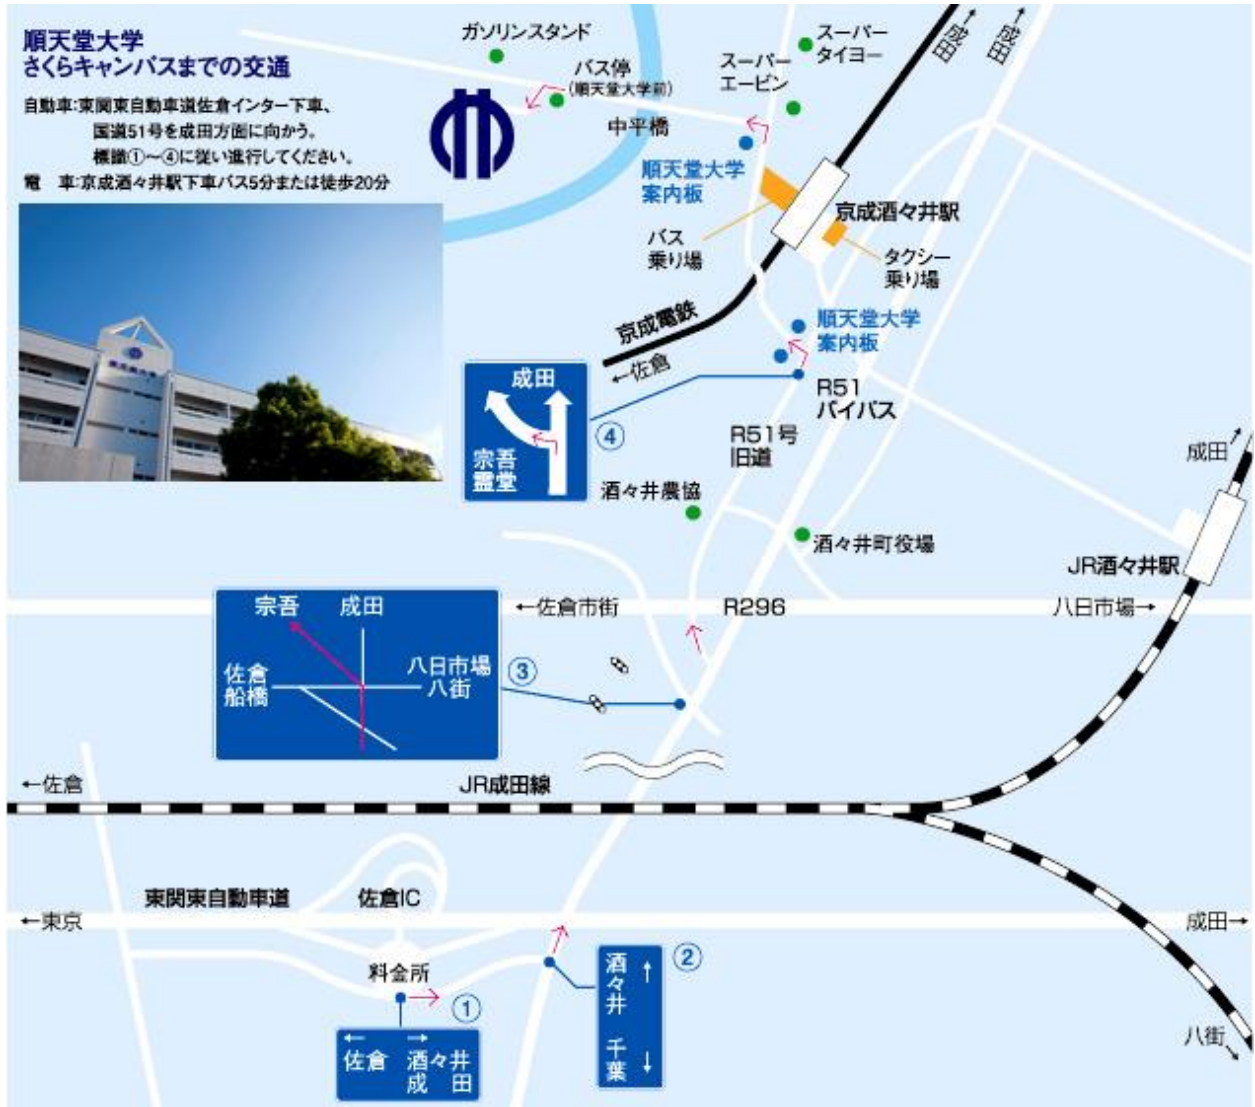 順天堂大学
さくらキャンパスまでの交通
自動車:東関東自動車道佐倉インター下車、
国道51号を成田方面に向かう。
標識①〜④に従い進行してください。
電　車:京成酒々井駅下車バス5分または徒歩20分
ガソリンスタンド
バス停
(順天堂大学前)
スーパー
タイヨー
スーパー
エービン
成田
成田
中平橋
順天堂大学
案内板
京成酒々井駅
バス
乗り場
タクシー
乗り場
京成電鉄
←佐倉
順天堂大学
案内板
成田
宗吾
霊堂
④
R51
バイパス
R51号
旧道
成田
酒々井農協
酒々井町役場
JR酒々井駅
←佐倉市街
R296
八日市場→
宗吾
成田
佐倉
船橋
八日市場
八街
③
←佐倉
JR成田線
東関東自動車道
佐倉IC
←東京
成田→
料金所
①
←
→
佐倉
酒々井
成　田
②
酒々井 ↑
千葉 ↓
八街